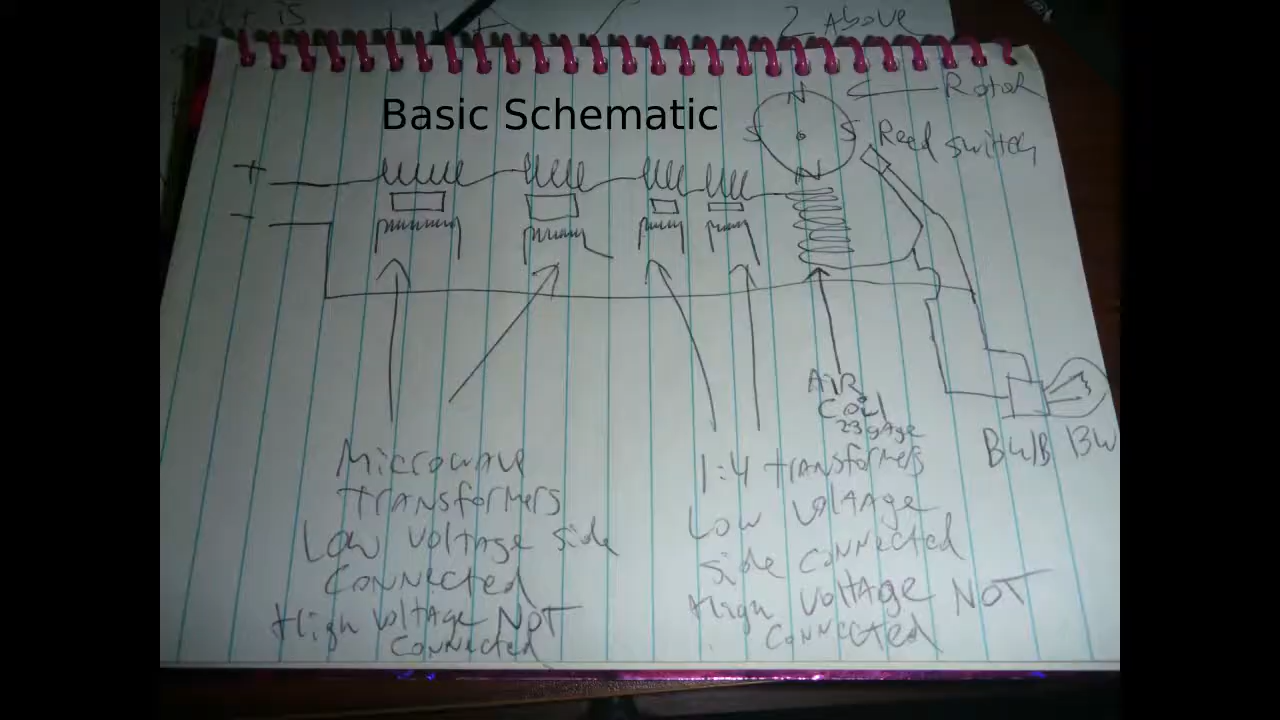 2 Above
Basic Schematic
N
Rotor
S
S
Reed switch
N
+
-
AIR
Coil
23 gage
Bulb 13W
Microwave
Transformers
Low voltage side
Connected
High voltage NOT
Connected
1:4 transformers
Low voltage
side connected
High voltage NOT
connected